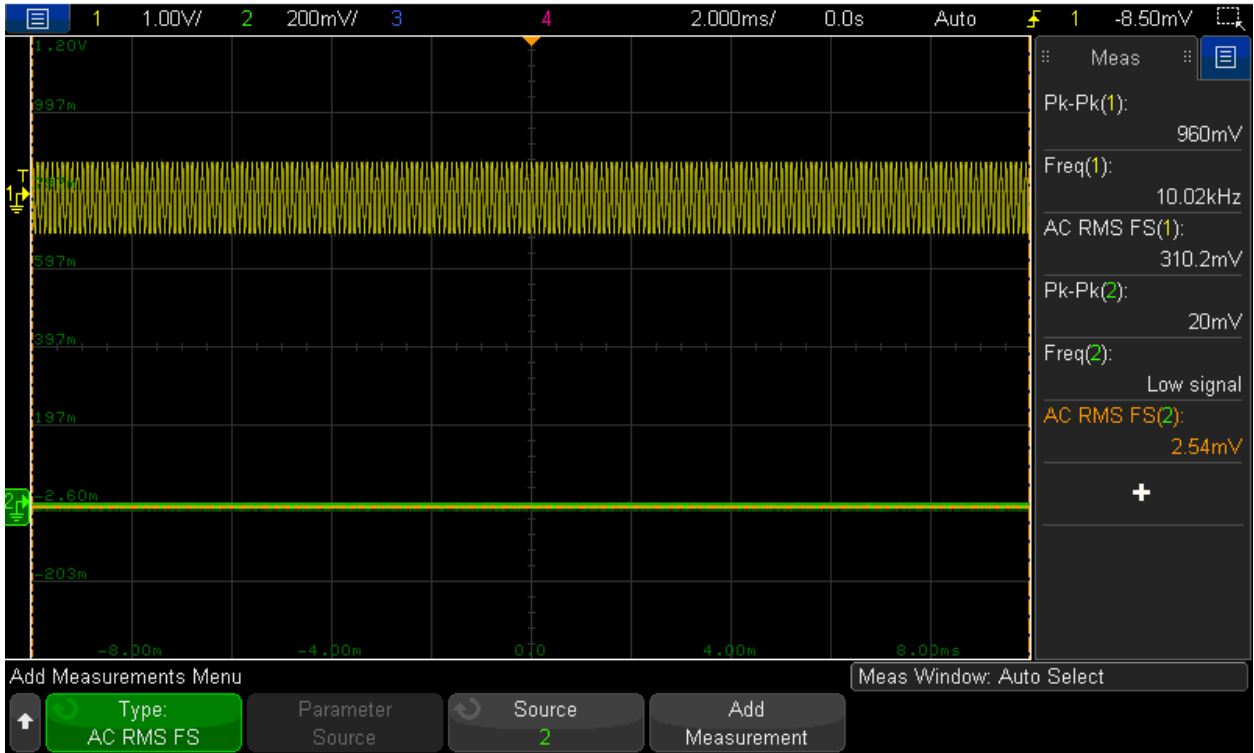 1 1.00V/ 2 200mV/ 3 4 2.000ms/ 0.0s Auto 1 -8.50mV
1.20V
Meas
997m
Pk-Pk(1):
960mV
T
Freq(1):
1
10.02kHz
AC RMS FS(1):
597m
310.2mV
Pk-Pk(2):
20mV
397m
Freq(2):
Low signal
197m
AC RMS FS(2):
2.54mV
2
-2.60m
+
-203m
-8.00m -4.00m 0.0 4.00m 8.00ms
Add Measurements Menu
Meas Window: Auto Select
Type:
AC RMS FS
Parameter
Source
Source
2
Add
Measurement